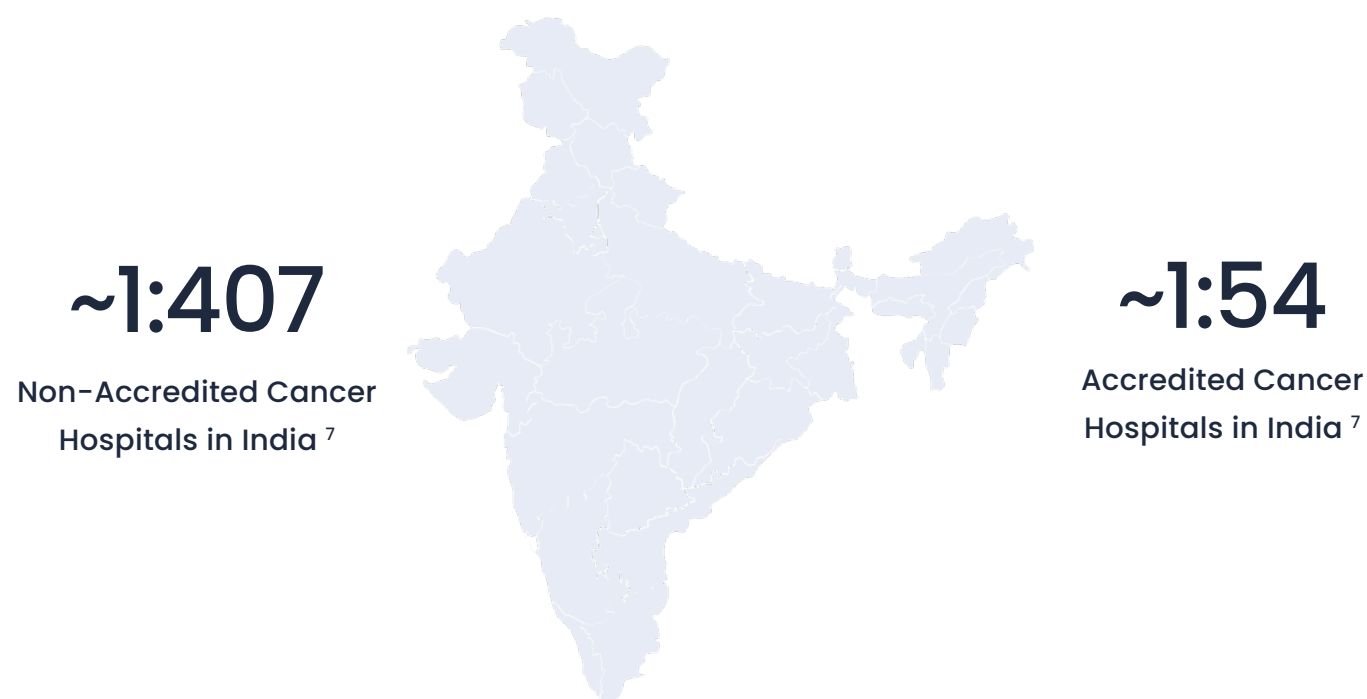 ~1:407
Non-Accredited Cancer
Hospitals in India ⁷
~1:54
Accredited Cancer
Hospitals in India ⁷